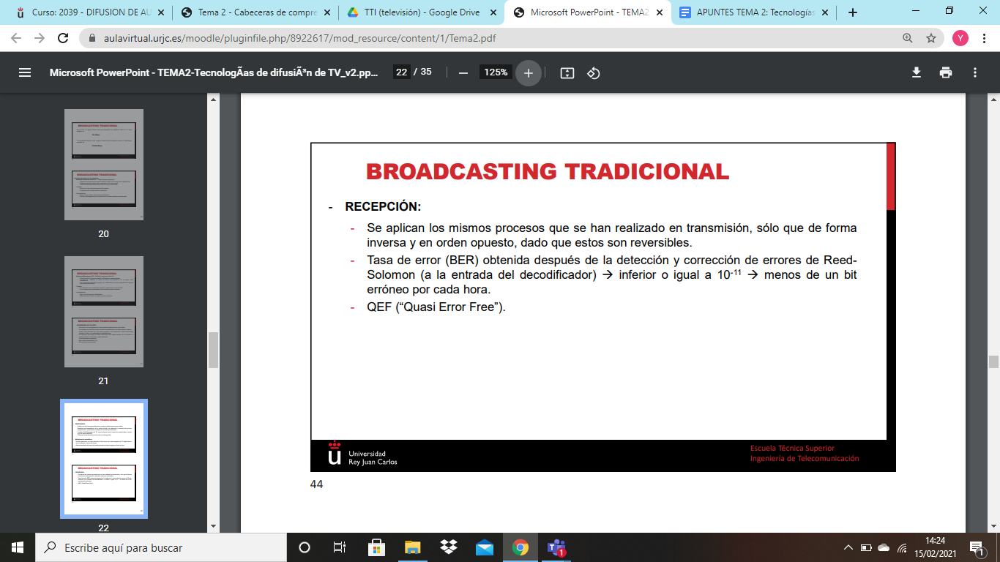 Curso: 2039 - DIFUSION DE AU
Tema 2 - Cabeceras de compre
TTI (televisión) - Google Drive
Microsoft PowerPoint - TEMA2
APUNTES TEMA 2: Tecnologías
aulavirtual.urjc.es/moodle/pluginfile.php/8922617/mod_resource/content/1/Tema2.pdf
Y
Microsoft PowerPoint - TEMA2-TecnologÃas de difusiÃ³n de TV_v2.pp...
22 / 35
125%
20
21
22
BROADCASTING TRADICIONAL
- RECEPCIÓN:
- Se aplican los mismos procesos que se han realizado en transmisión, sólo que de forma
inversa y en orden opuesto, dado que estos son reversibles.
- Tasa de error (BER) obtenida después de la detección y corrección de errores de Reed-
Solomon (a la entrada del decodificador) → inferior o igual a 10⁻¹¹ → menos de un bit
erróneo por cada hora.
- QEF (“Quasi Error Free”).
u
Universidad
Rey Juan Carlos
Escuela Técnica Superior
Ingeniería de Telecomunicación
44
Escribe aquí para buscar
1
14:24
15/02/2021
1